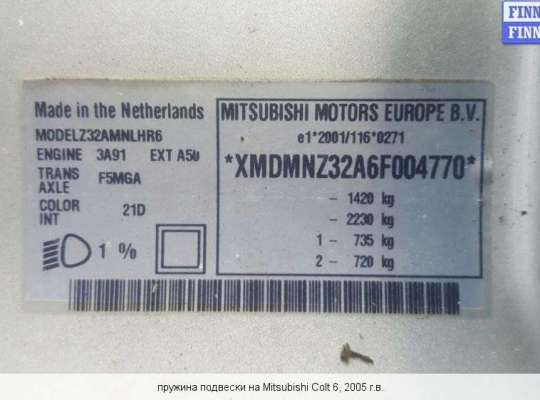 FINN
FINN
Made in the Netherlands
MODELZ32AMNLHR6
ENGINE 3A91 EXT A50
TRANS AXLE F5MGA
COLOR INT 21D
1 %
MITSUBISHI MOTORS EUROPE B.V.
e1*2001/116*0271
*XMDMNZ32A6F004770*
- 1420 kg
- 2230 kg
1 - 735 kg
2 - 720 kg
пружина подвески на Mitsubishi Colt 6, 2005 г.в.